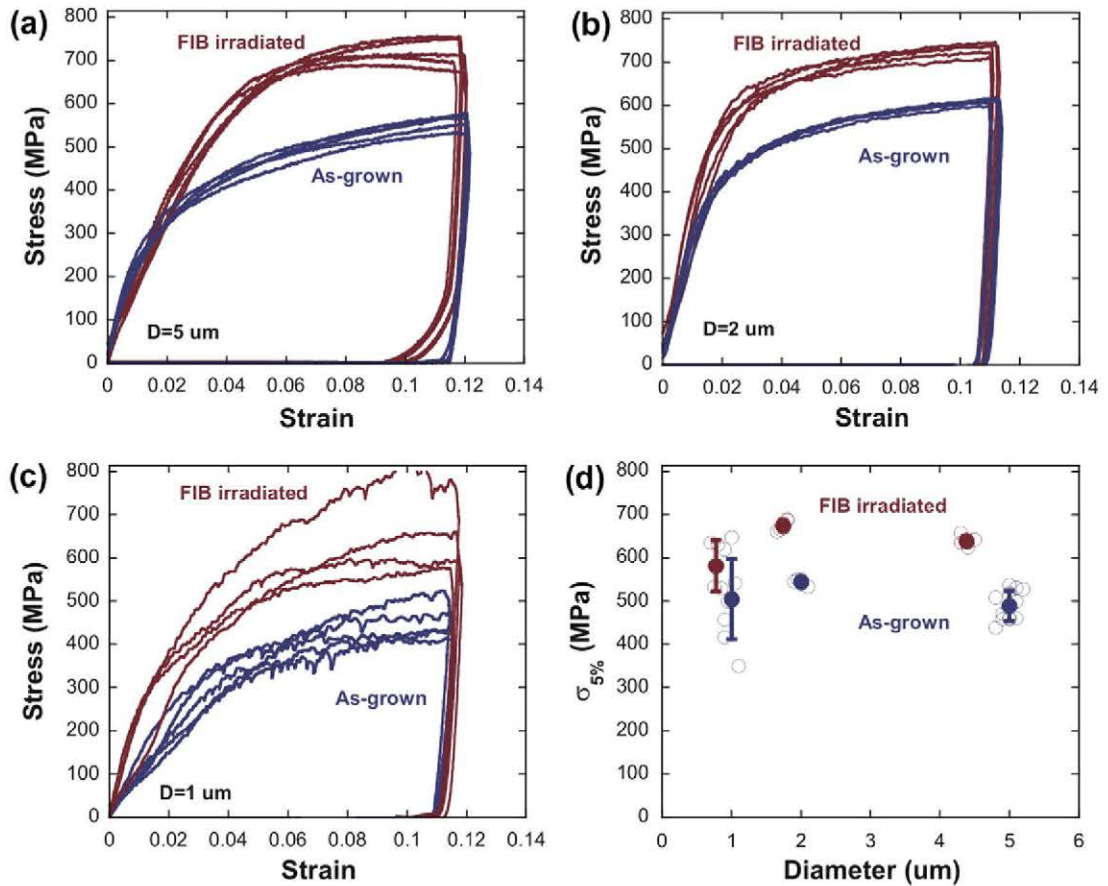 (a)
800
700
600
500
400
300
200
100
0
Stress (MPa)
FIB irradiated
As-grown
D=5 um
0 0.02 0.04 0.06 0.08 0.1 0.12 0.14
Strain
(b)
800
700
600
500
400
300
200
100
0
Stress (MPa)
FIB irradiated
As-grown
D=2 um
0 0.02 0.04 0.06 0.08 0.1 0.12 0.14
Strain
(c)
800
700
600
500
400
300
200
100
0
Stress (MPa)
FIB irradiated
As-grown
D=1 um
0 0.02 0.04 0.06 0.08 0.1 0.12 0.14
Strain
(d)
800
700
600
500
400
300
200
100
0
σ5% (MPa)
FIB irradiated
As-grown
0 1 2 3 4 5 6
Diameter (um)